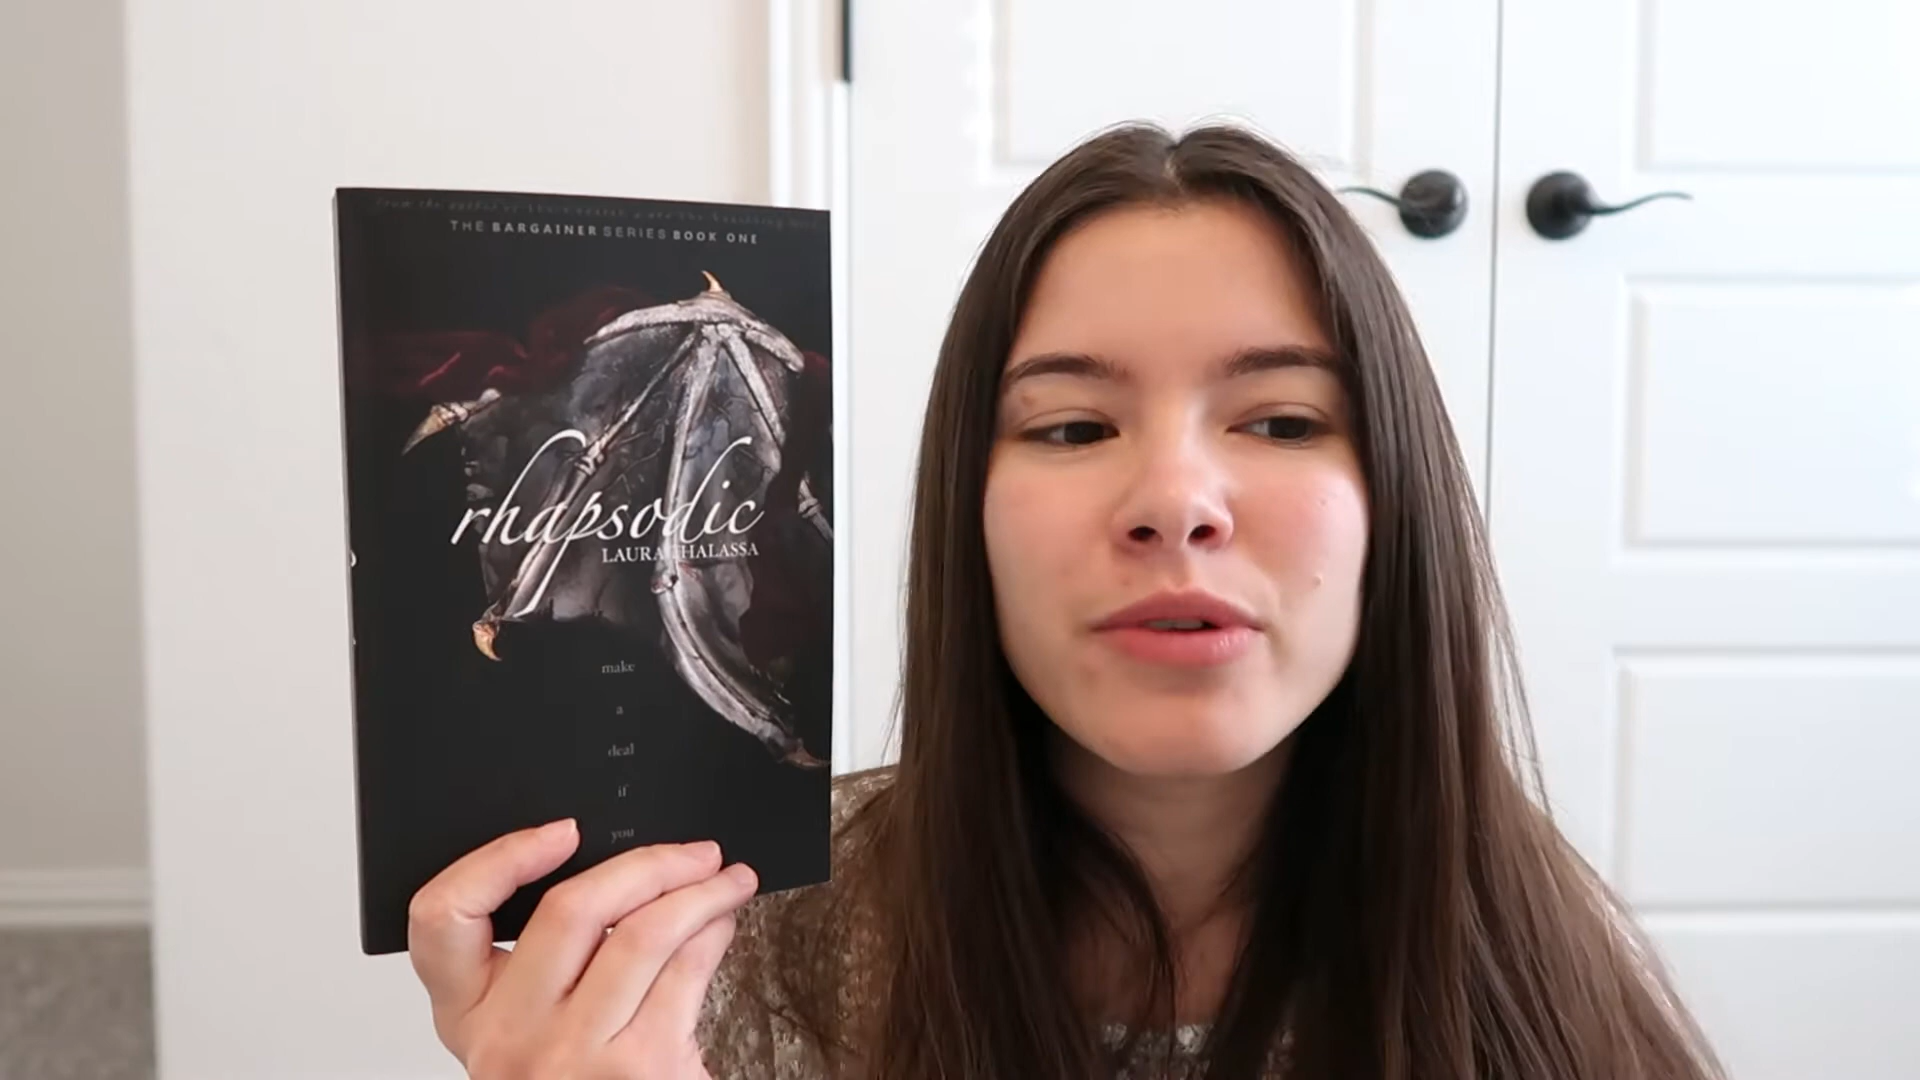 THE BARGAINER SERIES BOOK ONE
rhapsodic
LAURA THALASSA
make
a
deal
if
you